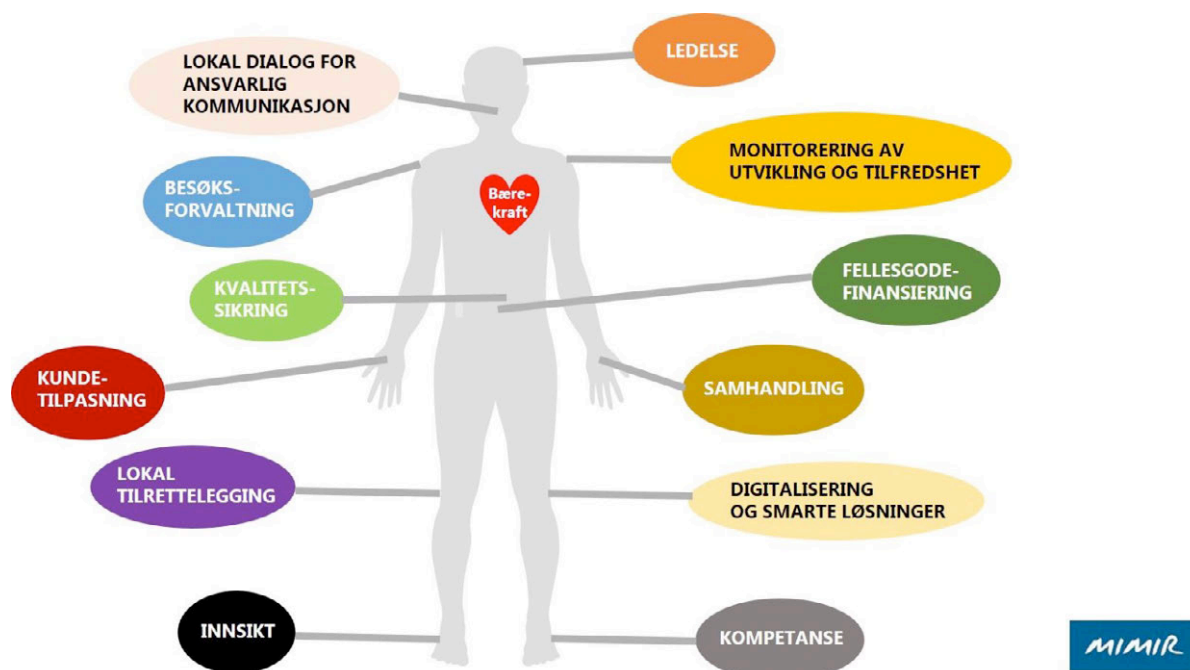 LEDELSE
LOKAL DIALOG FOR
ANSVARLIG
KOMMUNIKASJON
MONITORERING AV
UTVIKLING OG TILFREDSHET
BESØKS-
FORVALTNING
Bære-
kraft
FELLESGODE-
FINANSIERING
KVALITETS-
SIKRING
KUNDE-
TILPASNING
SAMHANDLING
LOKAL
TILRETTELEGGING
DIGITALISERING
OG SMARTE LØSNINGER
INNSIKT
KOMPETANSE
MIMIR